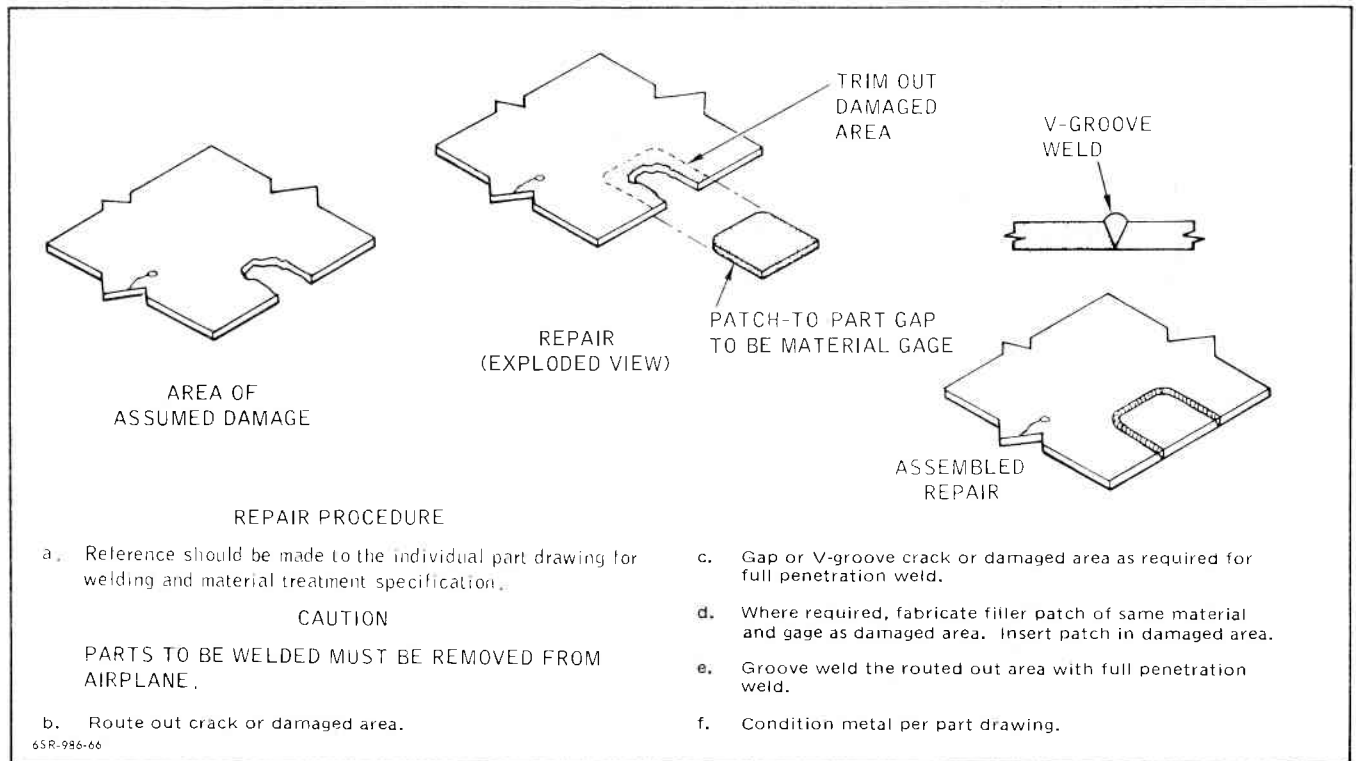 TRIM OUT
DAMAGED
AREA
V-GROOVE
WELD
PATCH-TO PART GAP
TO BE MATERIAL GAGE
REPAIR
(EXPLODED VIEW)
AREA OF
ASSUMED DAMAGE
ASSEMBLED
REPAIR
REPAIR PROCEDURE
a. Reference should be made to the individual part drawing for
welding and material treatment specification.
CAUTION
PARTS TO BE WELDED MUST BE REMOVED FROM
AIRPLANE.
b. Route out crack or damaged area.
6SR-986-66
c. Gap or V-groove crack or damaged area as required for
full penetration weld.
d. Where required, fabricate filler patch of same material
and gage as damaged area. Insert patch in damaged area.
e. Groove weld the routed out area with full penetration
weld.
f. Condition metal per part drawing.